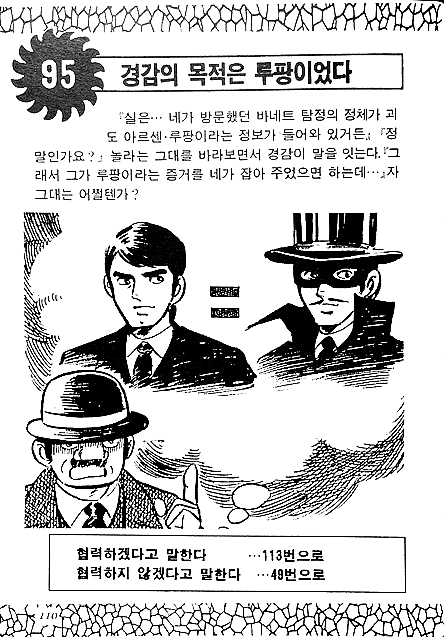 95
경감의 목적은 루팡이었다
『실은… 네가 방문했던 바네트 탐정의 정체가 괴
도 아르센·루팡이라는 정보가 들어와 있거든』 『정
말인가요?』 놀라는 그대를 바라보면서 경감이 말을 잇는다.『그
래서 그가 루팡이라는 증거를 네가 잡아 주었으면 하는데…』자
그대는 어쩔텐가?
협력하겠다고 말한다 …113번으로
협력하지 않겠다고 말한다 …49번으로
110